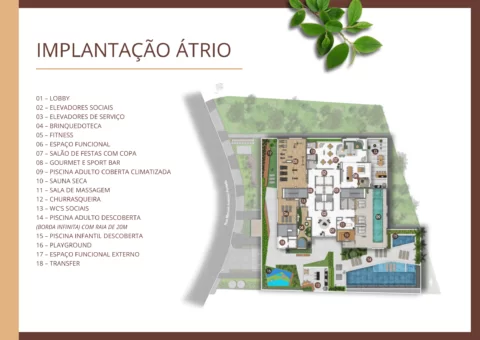 IMPLANTAÇÃO ÁTRIO
01 – LOBBY
02 – ELEVADORES SOCIAIS
03 – ELEVADORES DE SERVIÇO
04 – BRINQUEDOTECA
05 – FITNESS
06 – ESPAÇO FUNCIONAL
07 – SALÃO DE FESTAS COM COPA
08 – GOURMET E SPORT BAR
09 – PISCINA ADULTO COBERTA CLIMATIZADA
10 – SAUNA SECA
11 – SALA DE MASSAGEM
12 – CHURRASQUEIRA
13 – WC'S SOCIAIS
14 – PISCINA ADULTO DESCOBERTA
(BORDA INFINITA) COM RAIA DE 20M
15 – PISCINA INFANTIL DESCOBERTA
16 – PLAYGROUND
17 – ESPAÇO FUNCIONAL EXTERNO
18 – TRANSFER